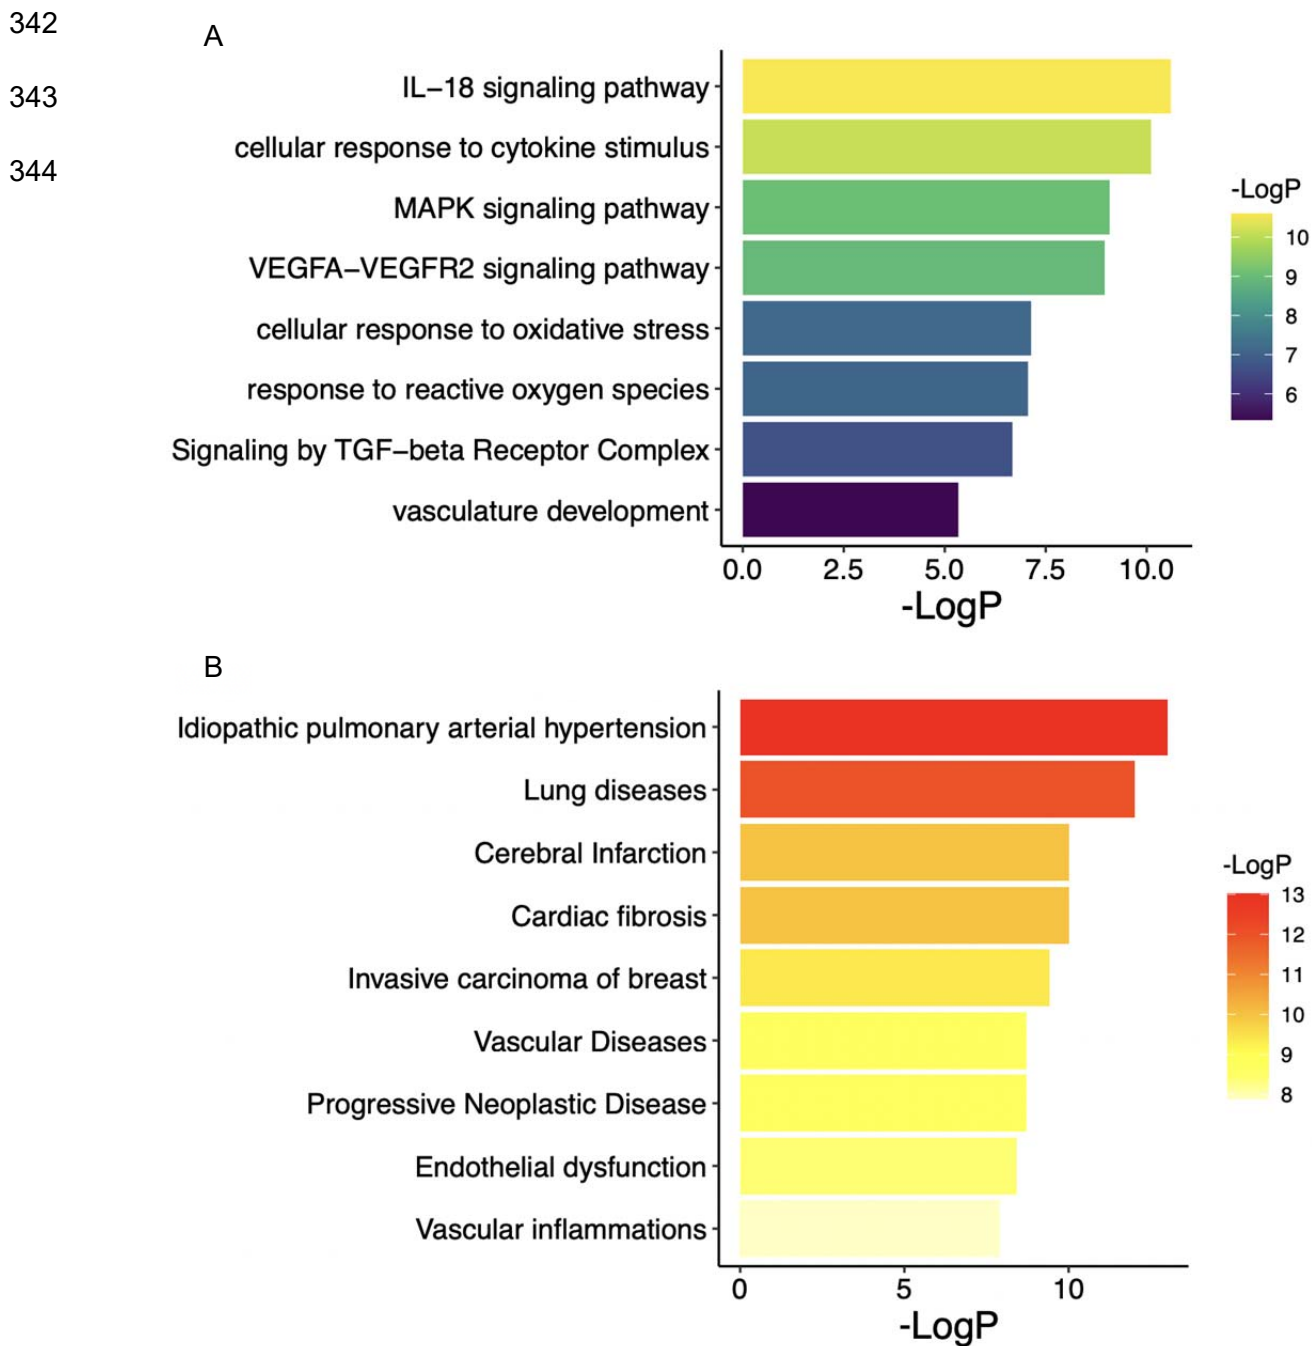 342
343
344
A
IL−18 signaling pathway
cellular response to cytokine stimulus
MAPK signaling pathway
VEGFA−VEGFR2 signaling pathway
cellular response to oxidative stress
response to reactive oxygen species
Signaling by TGF−beta Receptor Complex
vasculature development
0.0 2.5 5.0 7.5 10.0
-LogP
-LogP
10
9
8
7
6
B
Idiopathic pulmonary arterial hypertension
Lung diseases
Cerebral Infarction
Cardiac fibrosis
Invasive carcinoma of breast
Vascular Diseases
Progressive Neoplastic Disease
Endothelial dysfunction
Vascular inflammations
0 5 10
-LogP
-LogP
13
12
11
10
9
8